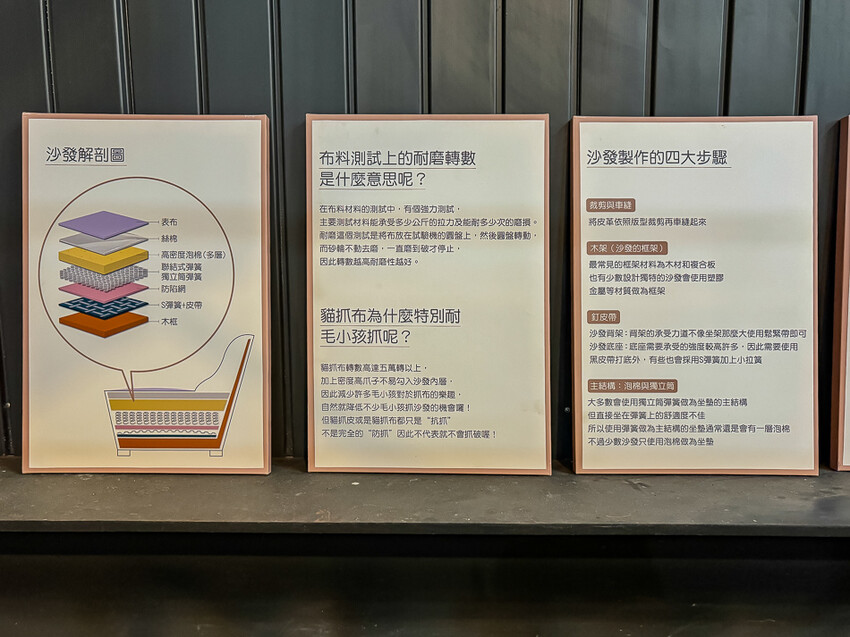 沙發解剖圖
表布
絲棉
高密度泡棉(多層)
聯結式彈簧
獨立筒彈簧
防陷網
S彈簧+皮帶
木框
布料測試上的耐磨轉數
是什麼意思呢？
在布料材料的測試中，有個強力測試，
主要測試材料能承受多少公斤的拉力及能耐多少次的磨損。
耐磨這個測試是將布放在試驗機的圓盤上，然後圓盤轉動，
而砂輪不動去磨，一直磨到破才停止，
因此轉數越高耐磨性越好。
貓抓布為什麼特別耐
毛小孩抓呢？
貓抓布轉數高達五萬轉以上，
加上密度高爪子不易勾入沙發內層，
因此減少許多毛小孩對於抓布的樂趣，
自然就降低不少毛小孩抓沙發的機會囉！
但貓抓皮或是貓抓布都只是“抗抓”
不是完全的“防抓”因此不代表就不會抓破喔！
沙發製作的四大步驟
裁剪與車縫
將皮革依照版型裁剪再車縫起來
木架（沙發的框架）
最常見的框架材料為木材和複合板
也有少數設計獨特的沙發會使用塑膠
金屬等材質做為框架
釘皮帶
沙發背架：背架的承受力道不像坐架那麼大使用鬆緊帶即可
沙發底座：底座需要承受的強度較高許多，因此需要使用
黑皮帶打底外，有些也會採用S彈簧加上小拉簧
主結構：泡棉與獨立筒
大多數會使用獨立筒彈簧做為坐墊的主結構
但直接坐在彈簧上的舒適度不佳
所以使用彈簧做為主結構的坐墊通常還是會有一層泡棉
不過少數沙發只使用泡棉做為坐墊
PEKO の Simple Life